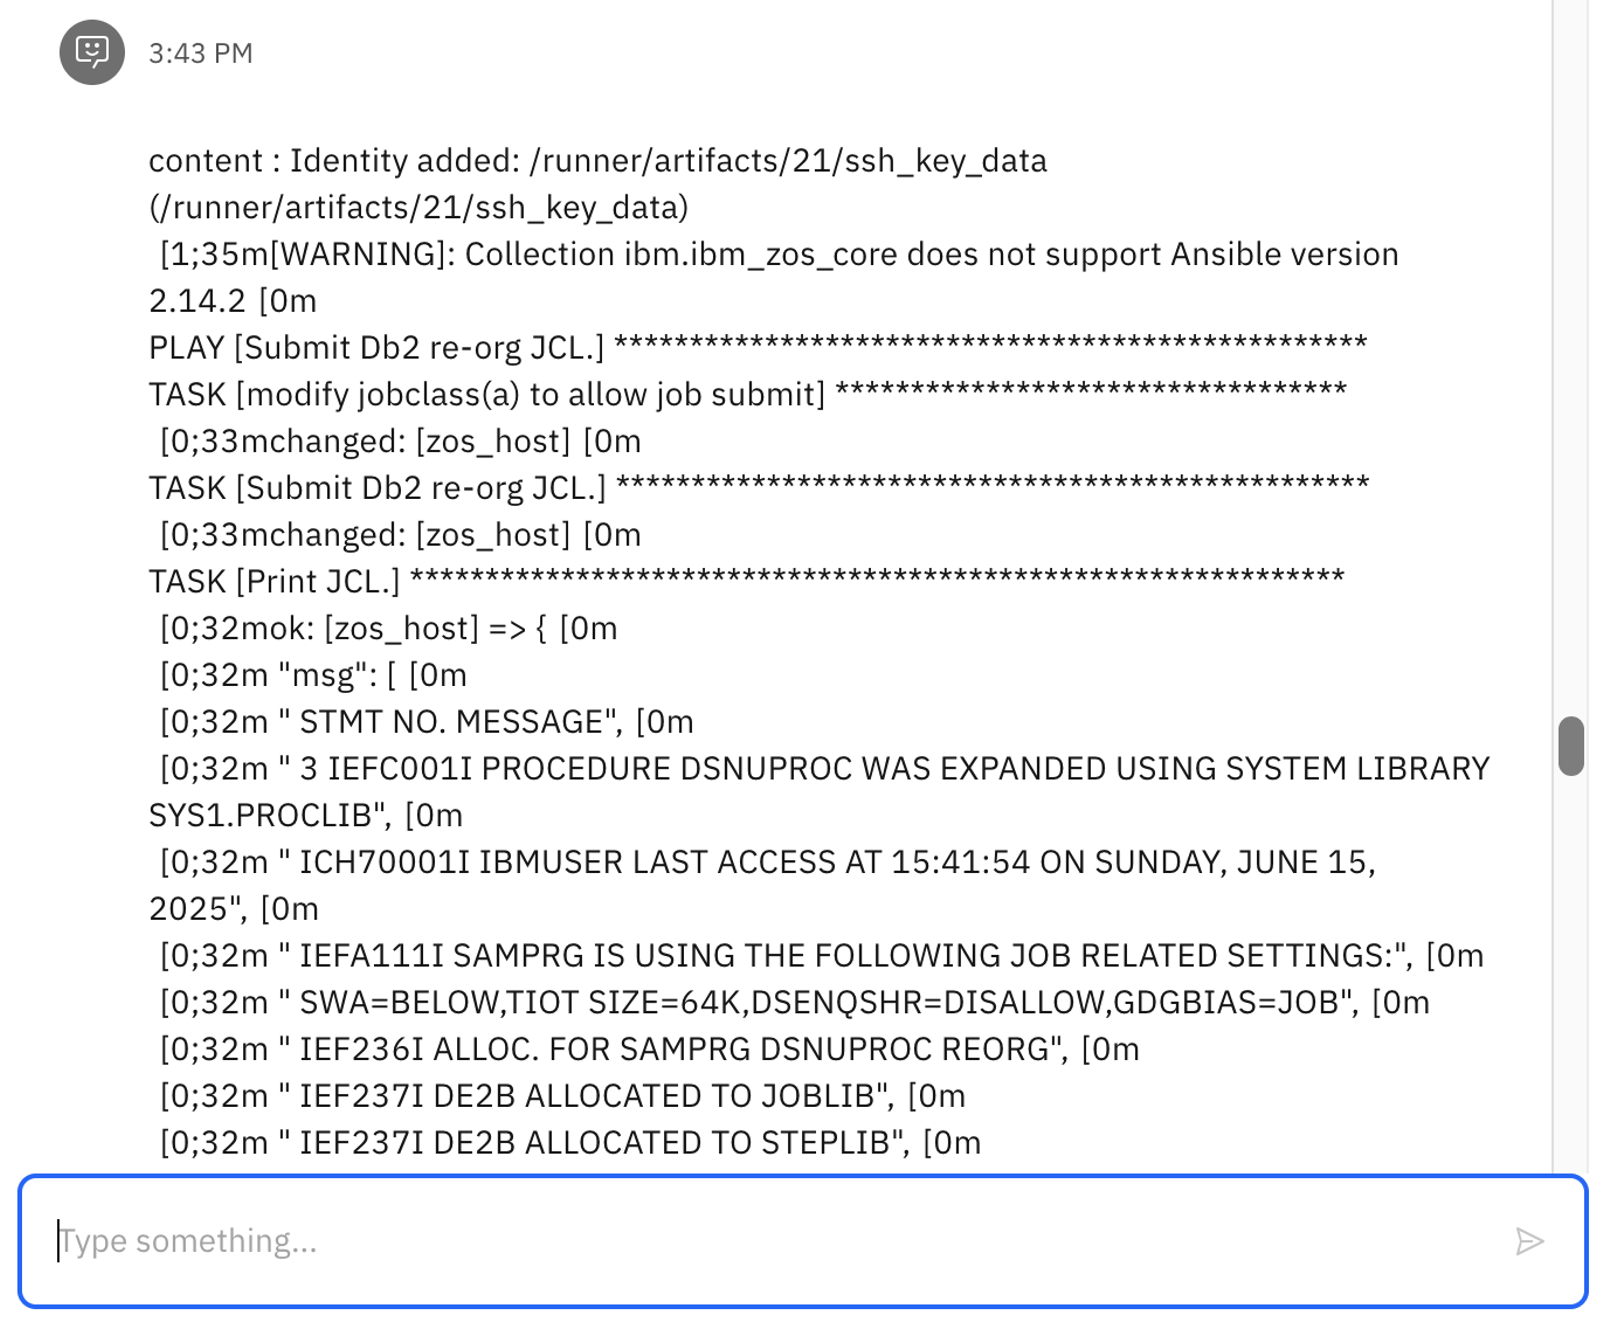 3:43 PM
content : Identity added: /runner/artifacts/21/ssh_key_data
(/runner/artifacts/21/ssh_key_data)
[1;35m[WARNING]: Collection ibm.ibm_zos_core does not support Ansible version
2.14.2 [0m
PLAY [Submit Db2 re-org JCL.] **************************************************
TASK [modify jobclass(a) to allow job submit] **********************************
[0;33mchanged: [zos_host] [0m
TASK [Submit Db2 re-org JCL.] **************************************************
[0;33mchanged: [zos_host] [0m
TASK [Print JCL.] **************************************************************
[0;32mok: [zos_host] => { [0m
[0;32m "msg": [ [0m
[0;32m " STMT NO. MESSAGE", [0m
[0;32m " 3 IEFC001I PROCEDURE DSNUPROC WAS EXPANDED USING SYSTEM LIBRARY
SYS1.PROCLIB", [0m
[0;32m " ICH70001I IBMUSER LAST ACCESS AT 15:41:54 ON SUNDAY, JUNE 15,
2025", [0m
[0;32m " IEFA111I SAMPRG IS USING THE FOLLOWING JOB RELATED SETTINGS:", [0m
[0;32m " SWA=BELOW,TIOT SIZE=64K,DSENQSHR=DISALLOW,GDGBIAS=JOB", [0m
[0;32m " IEF236I ALLOC. FOR SAMPRG DSNUPROC REORG", [0m
[0;32m " IEF237I DE2B ALLOCATED TO JOBLIB", [0m
[0;32m " IEF237I DE2B ALLOCATED TO STEPLIB", [0m
Type something...